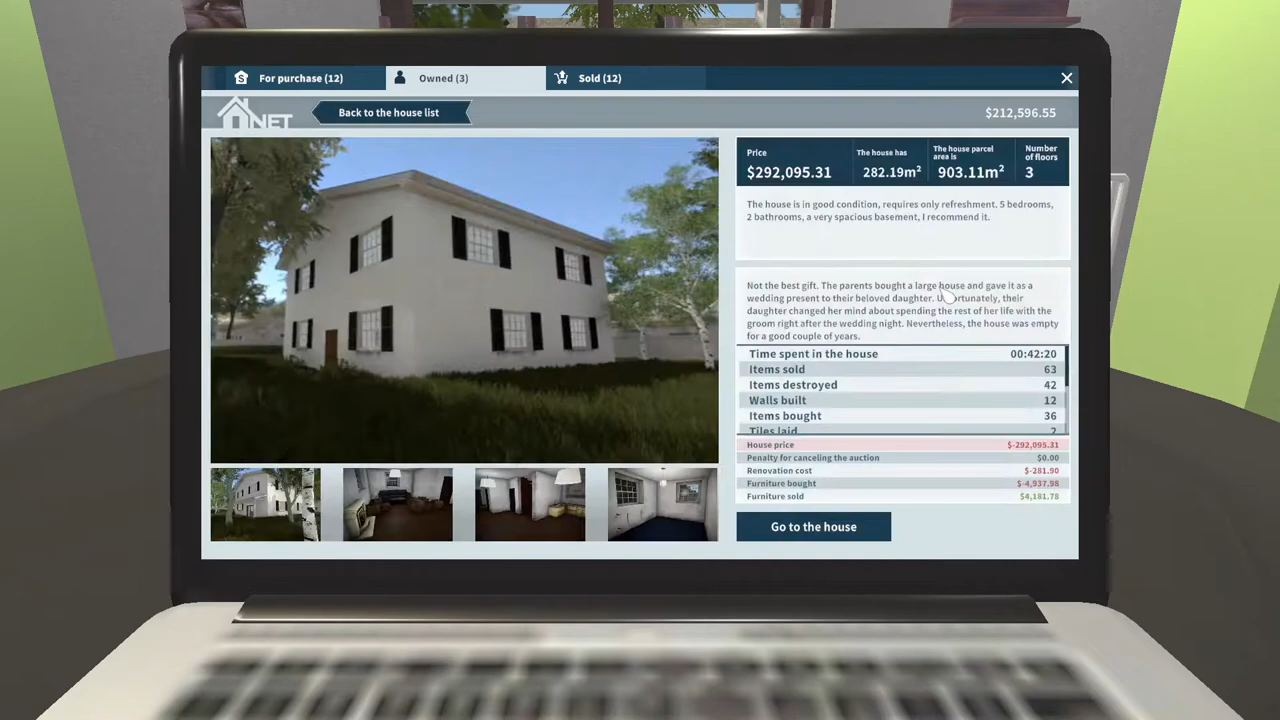 For purchase (12)
Owned (3)
Sold (12)
NET
Back to the house list
$212,596.55
Price
$292,095.31
The house has
282.19m²
The house parcel
area is
903.11m²
Number
of floors
3
The house is in good condition, requires only refreshment. 5 bedrooms,
2 bathrooms, a very spacious basement, I recommend it.
Not the best gift. The parents bought a large house and gave it as a
wedding present to their beloved daughter. Unfortunately, their
daughter changed her mind about spending the rest of her life with the
groom right after the wedding night. Nevertheless, the house was empty
for a good couple of years.
Time spent in the house 00:42:20
Items sold 63
Items destroyed 42
Walls built 12
Items bought 36
Tiles laid 2
House price $-292,095.31
Penalty for canceling the auction $0.00
Renovation cost $-281.90
Furniture bought $-4,937.98
Furniture sold $4,181.78
Go to the house